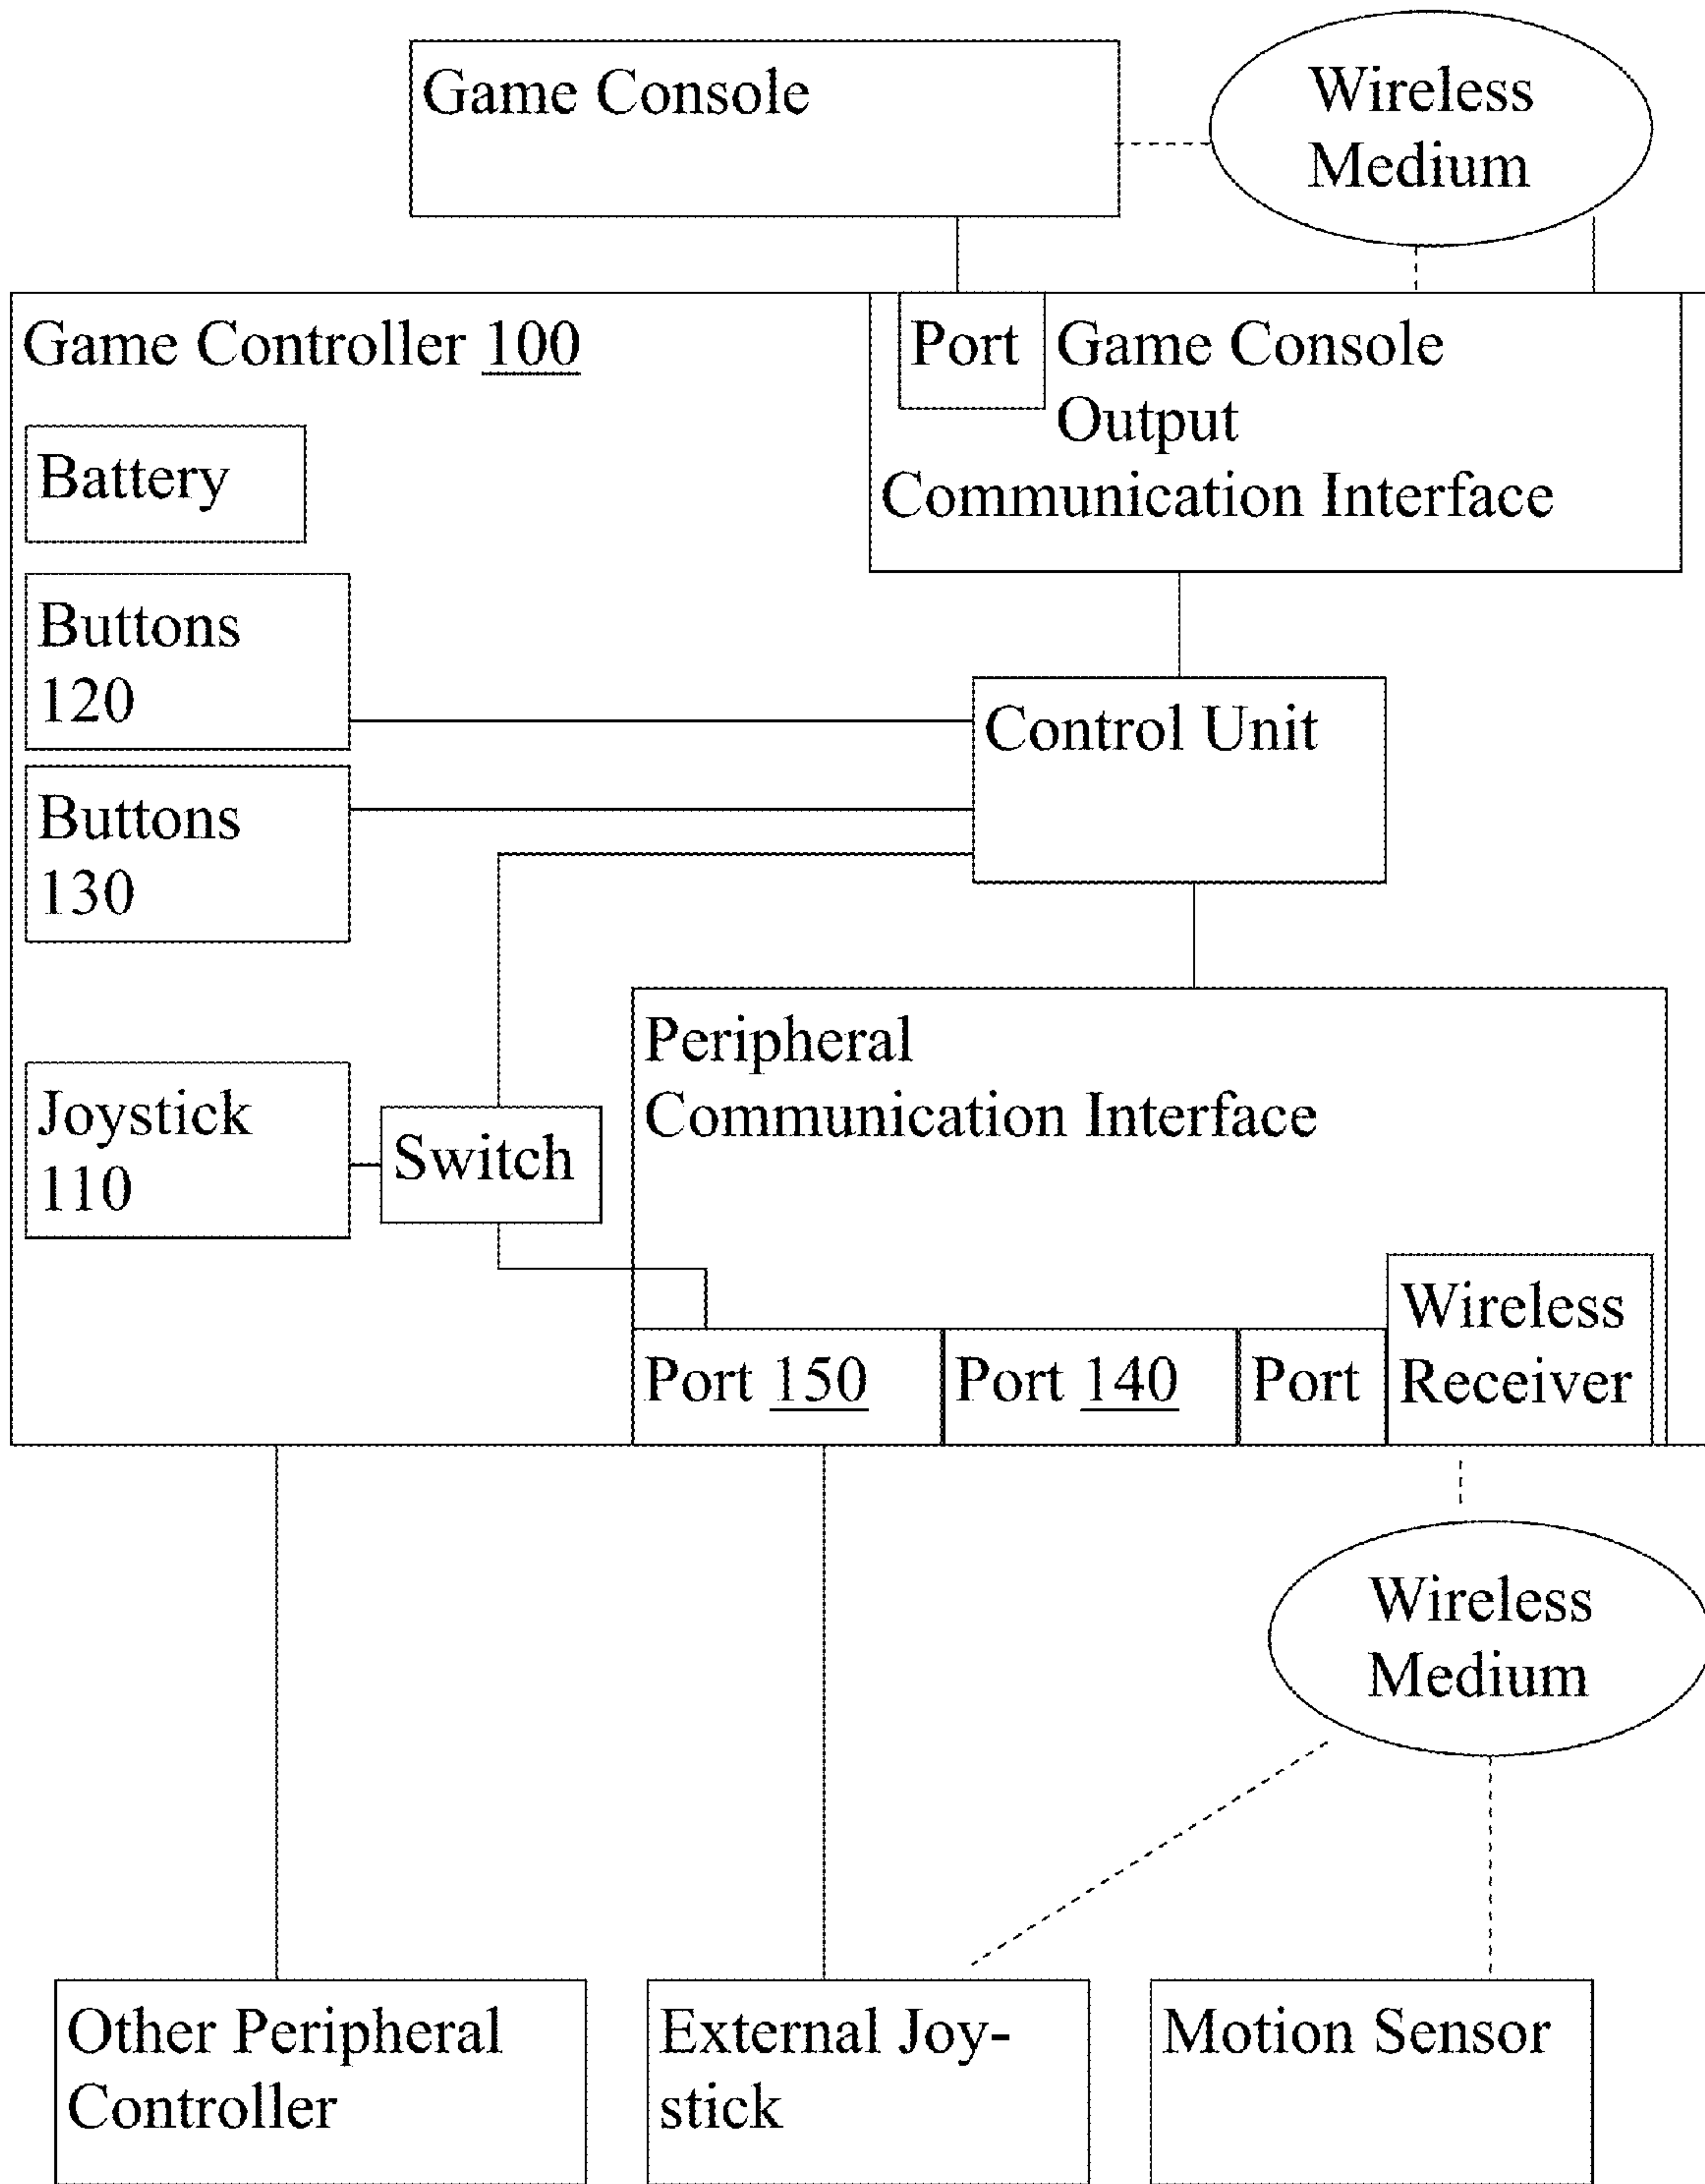 Game Console
Wireless
Medium
Game Controller 100
Port
Game Console
Output
Communication Interface
Battery
Buttons
120
Control Unit
Buttons
130
Peripheral
Communication Interface
Joystick
110
Switch
Wireless
Receiver
Port 150
Port 140
Port
Wireless
Medium
Other Peripheral
Controller
External Joy-
stick
Motion Sensor